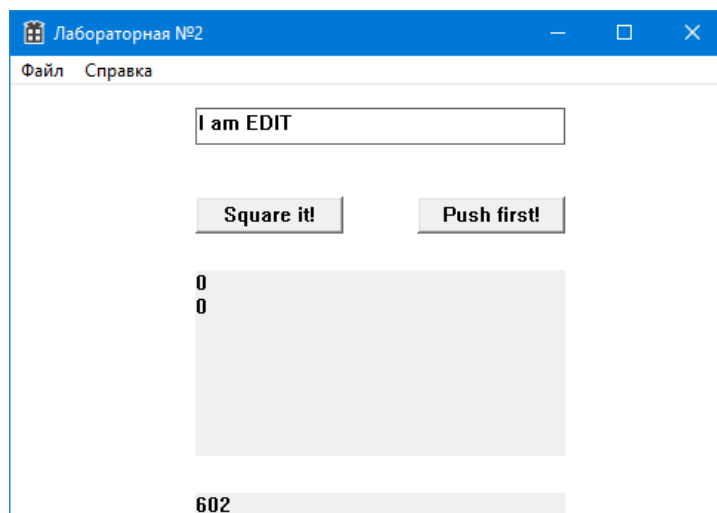 Лабораторная №2
Файл Справка
I am EDIT
Square it! Push first!
0
0
602